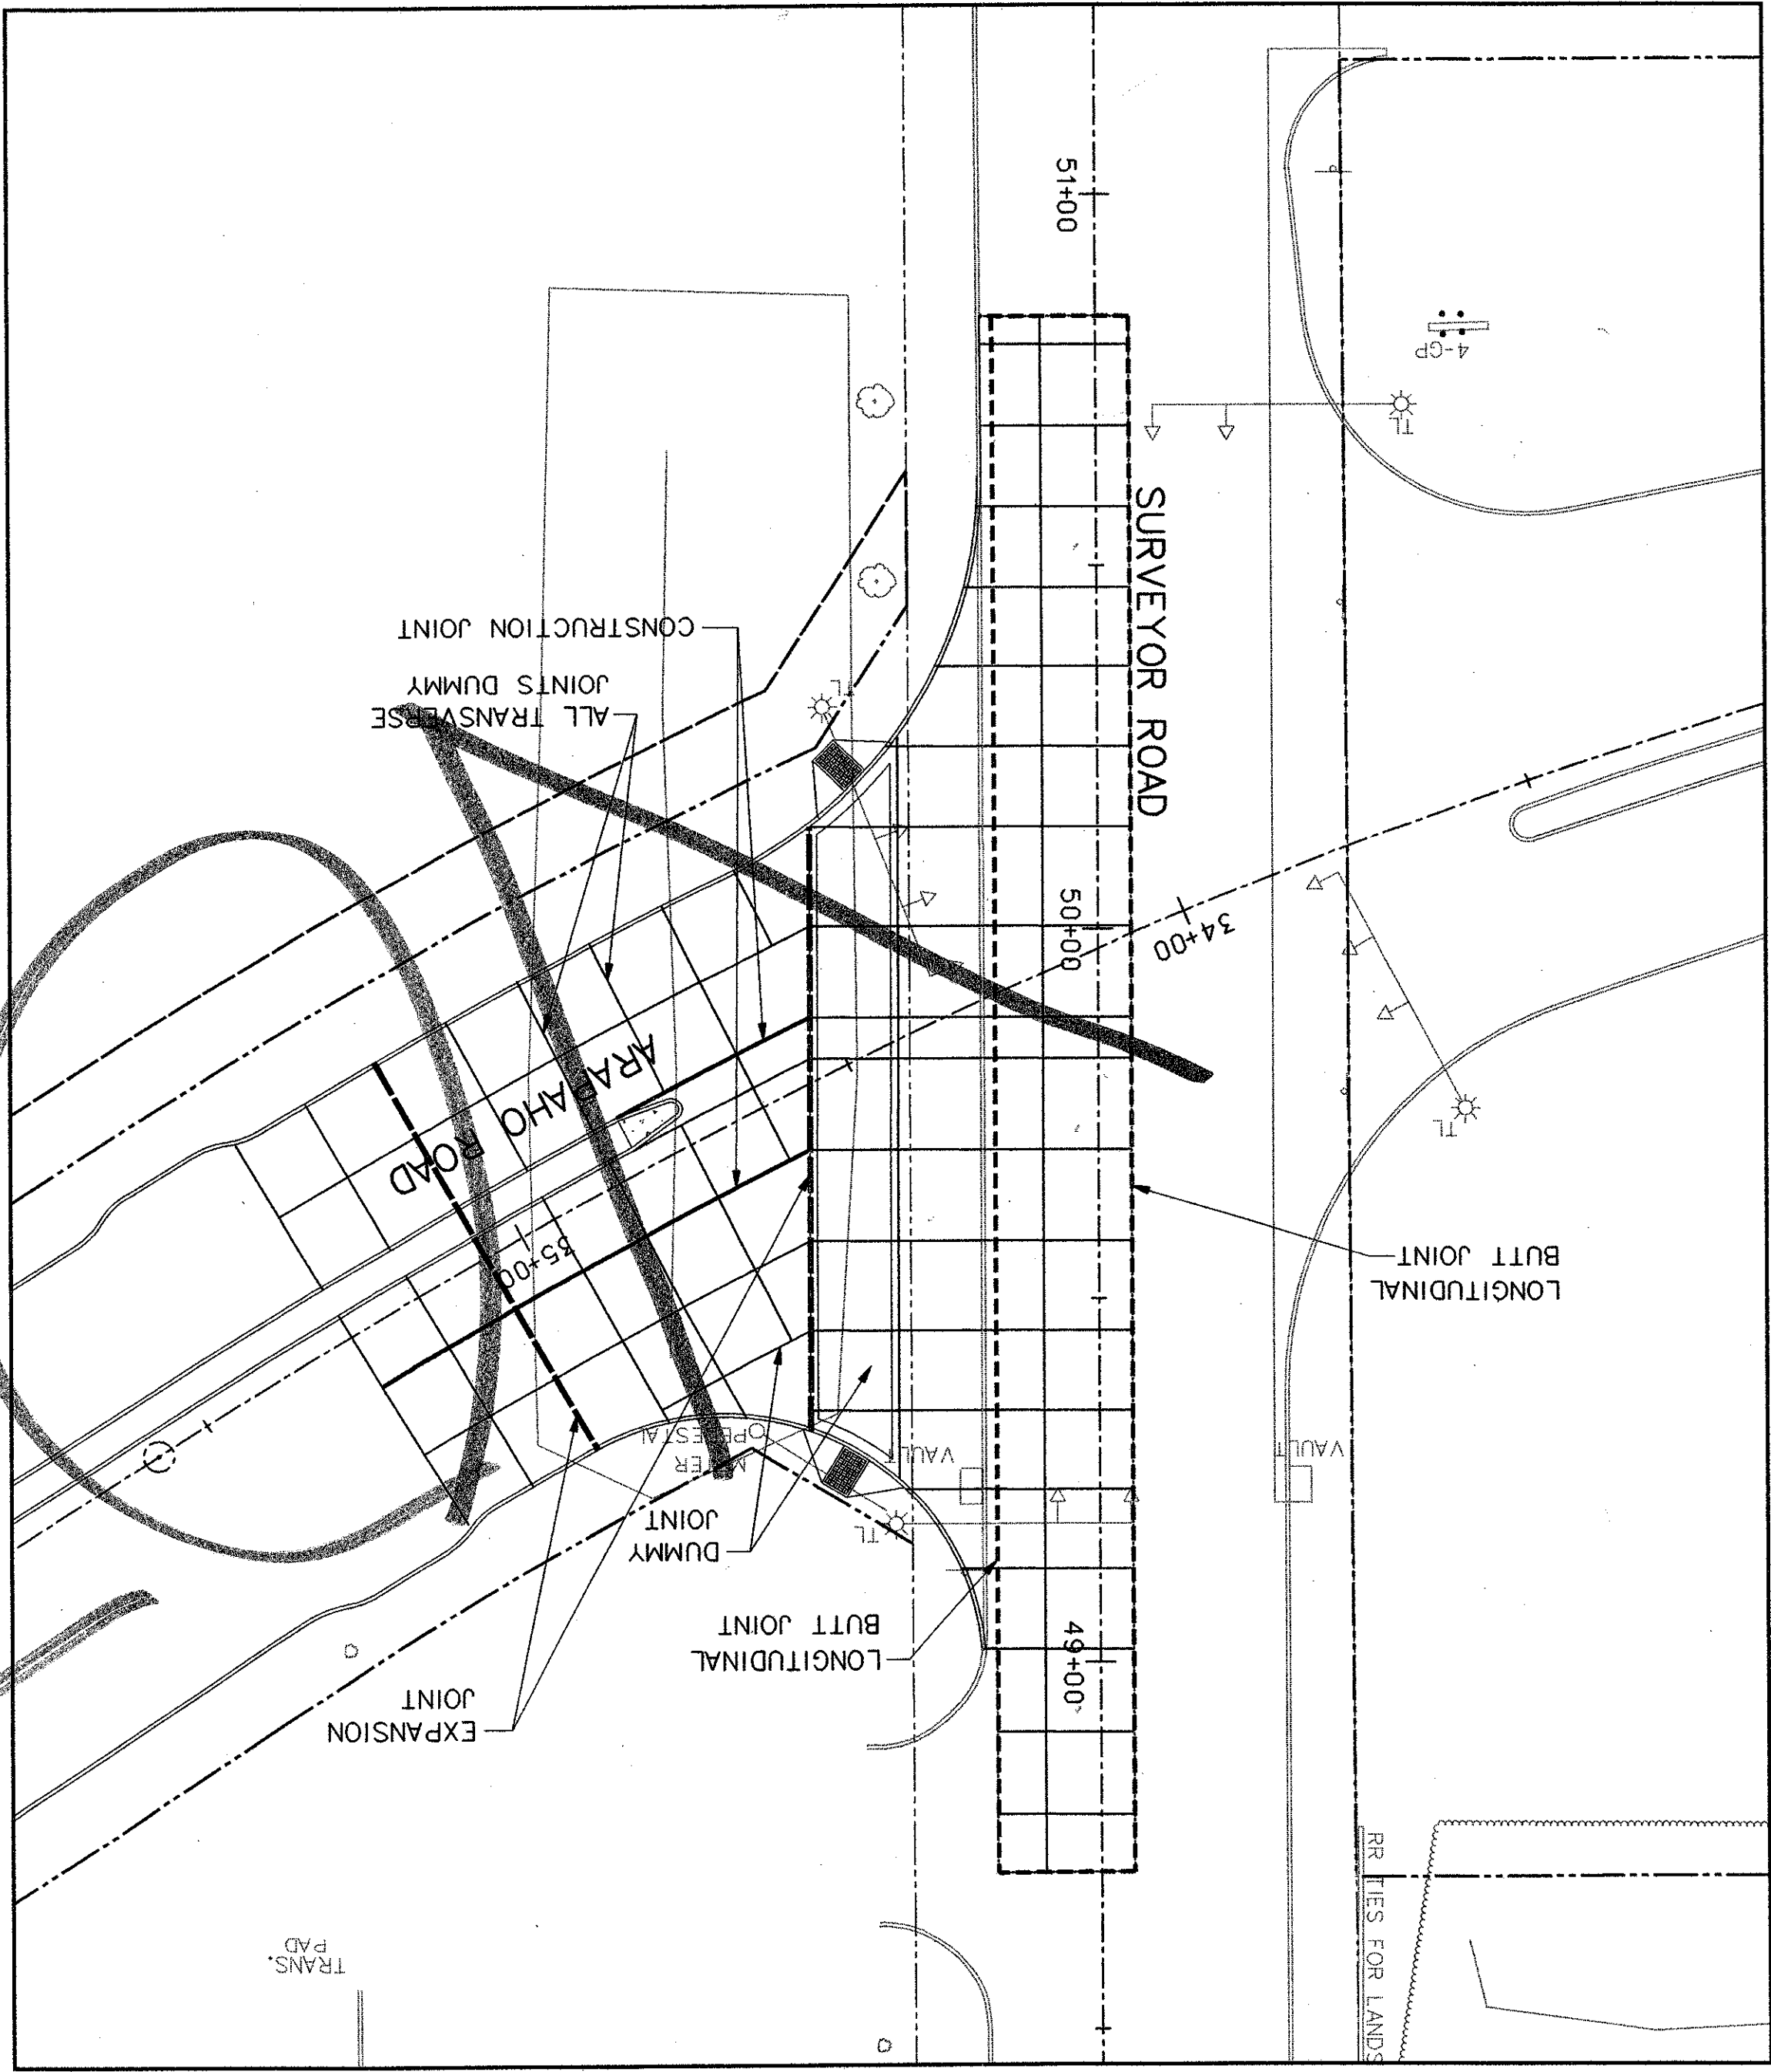 51+00
4-GP
TL
SURVEYOR ROAD
CONSTRUCTION JOINT
ALL TRANSVERSE
JOINTS DUMMY
TL
50+00
34+00
ARAPAHO ROAD
TL
35+00
LONGITUDINAL
BUTT JOINT
METER
PEDESTAL
VAULT
VAULT
TL
DUMMY
JOINT
LONGITUDINAL
BUTT JOINT
49+00
EXPANSION
JOINT
RR TIES FOR LANDS
TRANS.
PAD